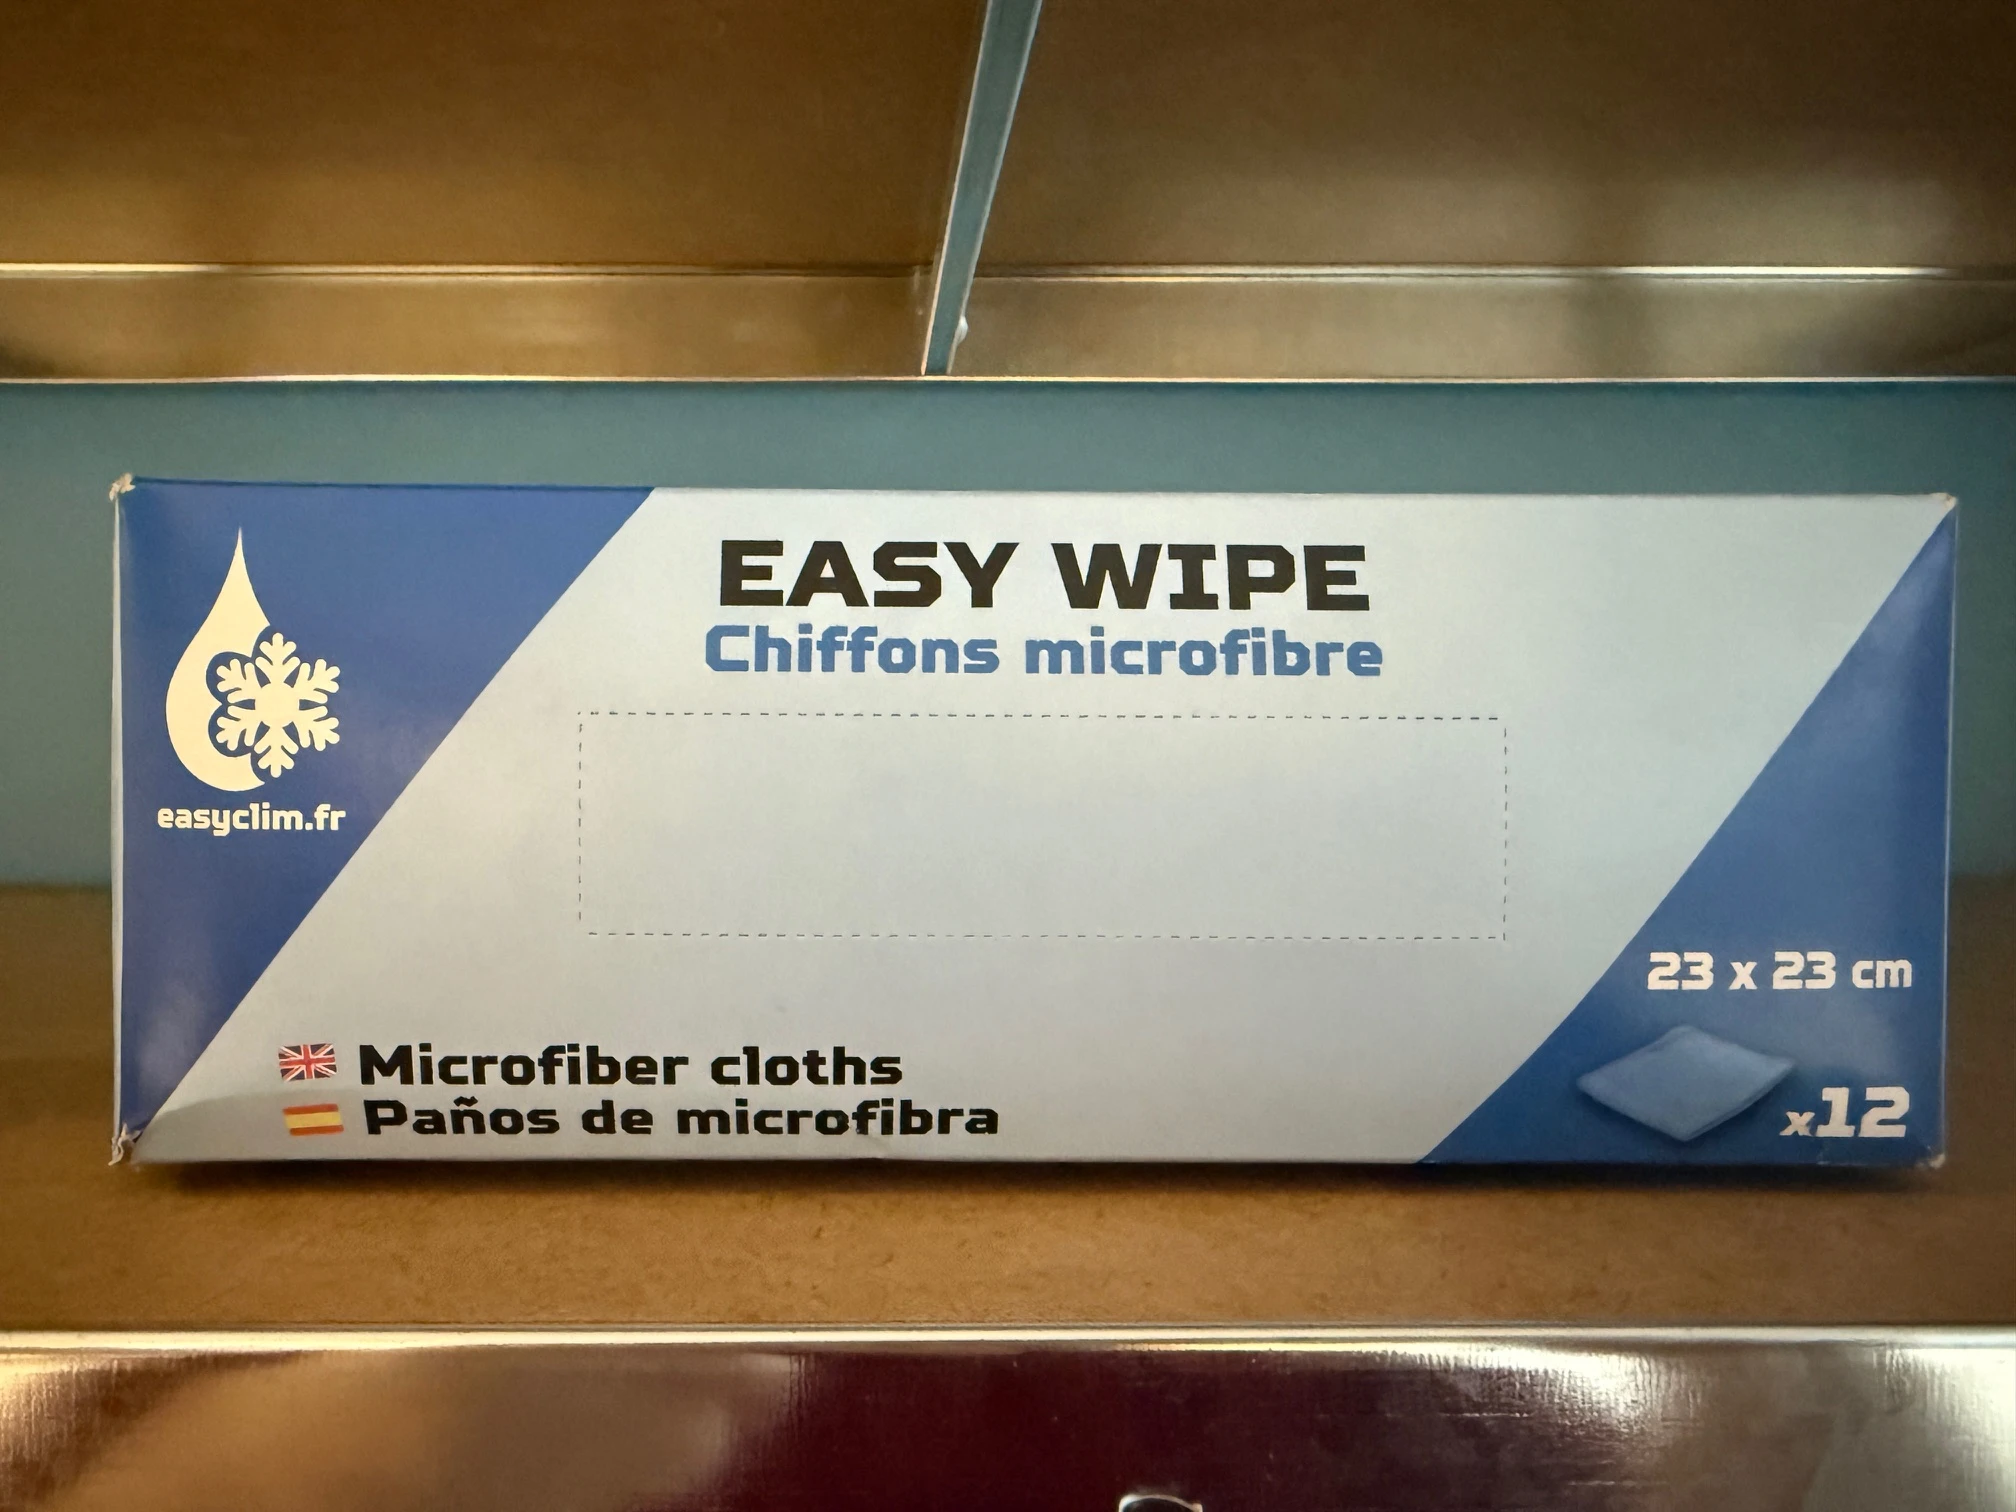 EASY WIPE
Chiffons microfibre
easyclim.fr
23 x 23 cm
x12
Microfiber cloths
Paños de microfibra